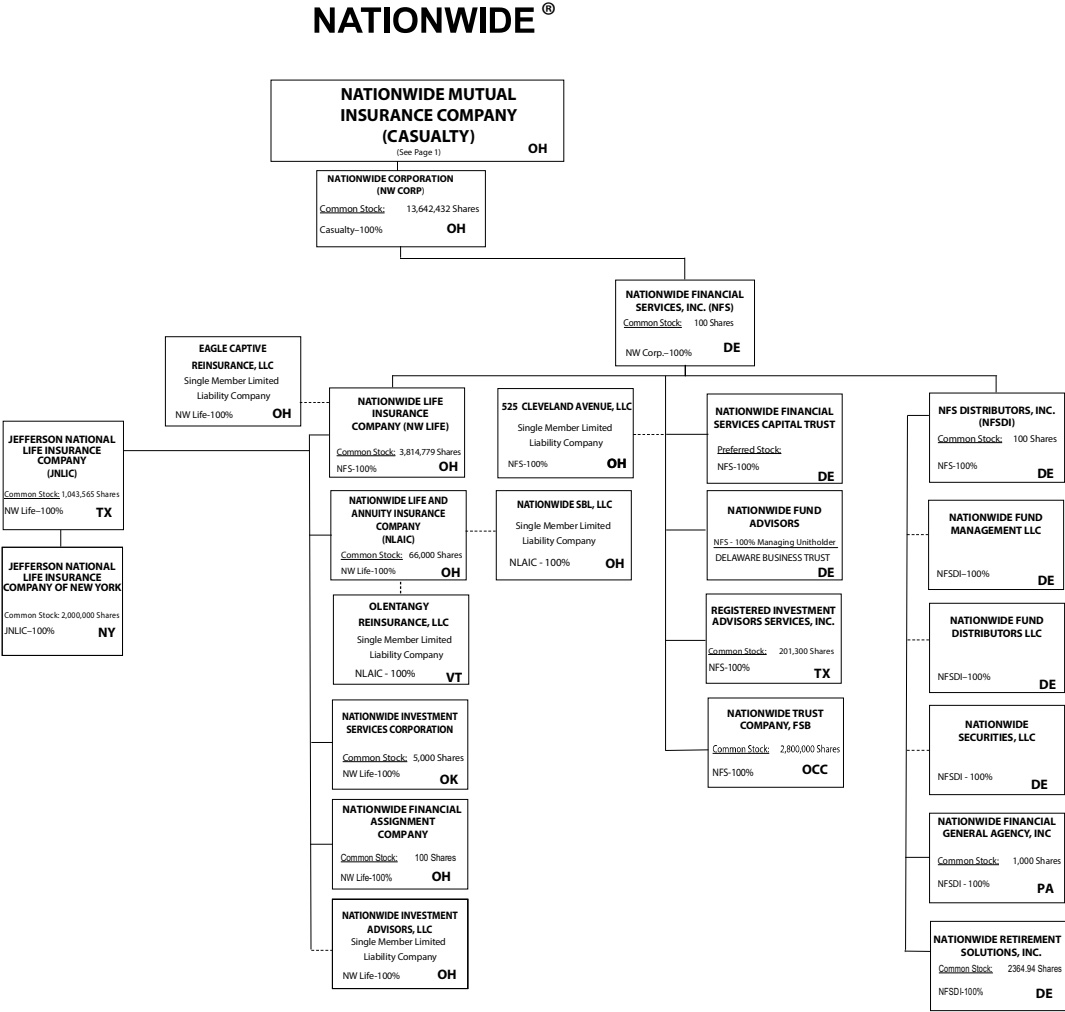 NATIONWIDE ®
NATIONWIDE MUTUAL
INSURANCE COMPANY
(CASUALTY)
(See Page 1)
OH
NATIONWIDE CORPORATION
(NW CORP)
Common Stock: 13,642,432 Shares
Casualty–100% OH
NATIONWIDE FINANCIAL
SERVICES, INC. (NFS)
Common Stock: 100 Shares
NW Corp.–100% DE
EAGLE CAPTIVE
REINSURANCE, LLC
Single Member Limited
Liability Company
NW Life-100% OH
JEFFERSON NATIONAL
LIFE INSURANCE
COMPANY
(JNLIC)
Common Stock: 1,043,565 Shares
NW Life–100% TX
JEFFERSON NATIONAL
LIFE INSURANCE
COMPANY OF NEW YORK
Common Stock: 2,000,000 Shares
JNLIC–100% NY
NATIONWIDE LIFE
INSURANCE
COMPANY (NW LIFE)
Common Stock: 3,814,779 Shares
NFS-100% OH
NATIONWIDE LIFE AND
ANNUITY INSURANCE
COMPANY
(NLAIC)
Common Stock: 66,000 Shares
NW Life-100% OH
OLENTANGY
REINSURANCE, LLC
Single Member Limited
Liability Company
NLAIC - 100% VT
NATIONWIDE INVESTMENT
SERVICES CORPORATION
Common Stock: 5,000 Shares
NW Life-100% OK
NATIONWIDE FINANCIAL
ASSIGNMENT
COMPANY
Common Stock: 100 Shares
NW Life-100% OH
NATIONWIDE INVESTMENT
ADVISORS, LLC
Single Member Limited
Liability Company
NW Life-100% OH
525 CLEVELAND AVENUE, LLC
Single Member Limited
Liability Company
NFS-100% OH
NATIONWIDE SBL, LLC
Single Member Limited
Liability Company
NLAIC - 100% OH
NATIONWIDE FINANCIAL
SERVICES CAPITAL TRUST
Preferred Stock:
NFS-100%
DE
NATIONWIDE FUND
ADVISORS
NFS - 100% Managing Unitholder
DELAWARE BUSINESS TRUST
DE
REGISTERED INVESTMENT
ADVISORS SERVICES, INC.
Common Stock: 201,300 Shares
NFS-100% TX
NATIONWIDE TRUST
COMPANY, FSB
Common Stock: 2,800,000 Shares
NFS-100% OCC
NFS DISTRIBUTORS, INC.
(NFSDI)
Common Stock: 100 Shares
NFS-100%
DE
NATIONWIDE FUND
MANAGEMENT LLC
NFSDI–100%
DE
NATIONWIDE FUND
DISTRIBUTORS LLC
NFSDI–100%
DE
NATIONWIDE
SECURITIES, LLC
NFSDI - 100%
DE
NATIONWIDE FINANCIAL
GENERAL AGENCY, INC
Common Stock: 1,000 Shares
NFSDI - 100%
PA
NATIONWIDE RETIREMENT
SOLUTIONS, INC.
Common Stock: 2364.94 Shares
NFSDI-100% DE